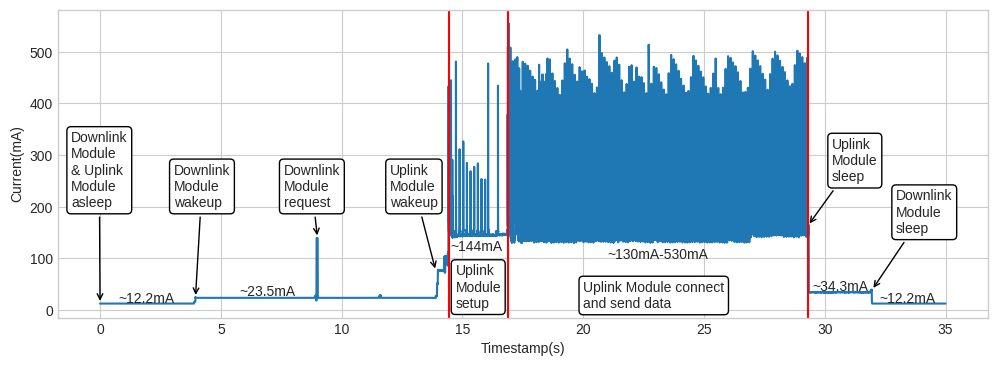 Current(mA)
500
400
300
200
100
0
Downlink
Module
& Uplink
Module
asleep
Downlink
Module
wakeup
Downlink
Module
request
Uplink
Module
wakeup
Uplink
Module
sleep
Downlink
Module
sleep
~12.2mA
~23.5mA
~144mA
Uplink
Module
setup
~130mA-530mA
Uplink Module connect
and send data
~34.3mA
~12.2mA
0
5
10
15
20
25
30
35
Timestamp(s)